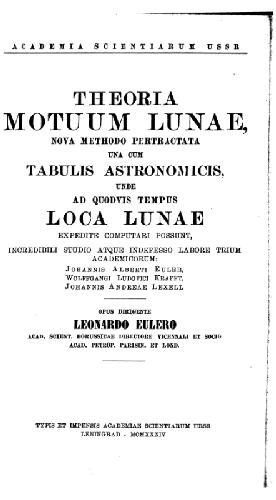 ACADEMIA SCIENTIARUM USSR
THEORIA
MOTUUM LUNAE,
NOVA METHODO PERTRACTATA
UNA CUM
TABULIS ASTRONOMICIS,
UNDE
AD QUODVIS TEMPUS
LOCA LUNAE
EXPEDITE COMPUTARI POSSUNT,
INCREDIBILI STUDIO ATQUE INDEFESSO LABORE TRIUM
ACADEMICORUM:
JOHANNIS ALBERTI EULER,
WOLFFGANGI LUDOVICI KRAFFT,
JOHANNIS ANDREAE LEXELL
OPUS DIRIGENTE
LEONARDO EULERO
ACAD. SCIENT. BORUSSICAE DIRECTORE VICENNALI ET SOCIO
ACAD. PETROP. PARISIN. ET LOND.
TYPIS ET IMPENSIS ACADEMIAE SCIENTIARUM URSS
LENINGRAD · MCMXXXIV